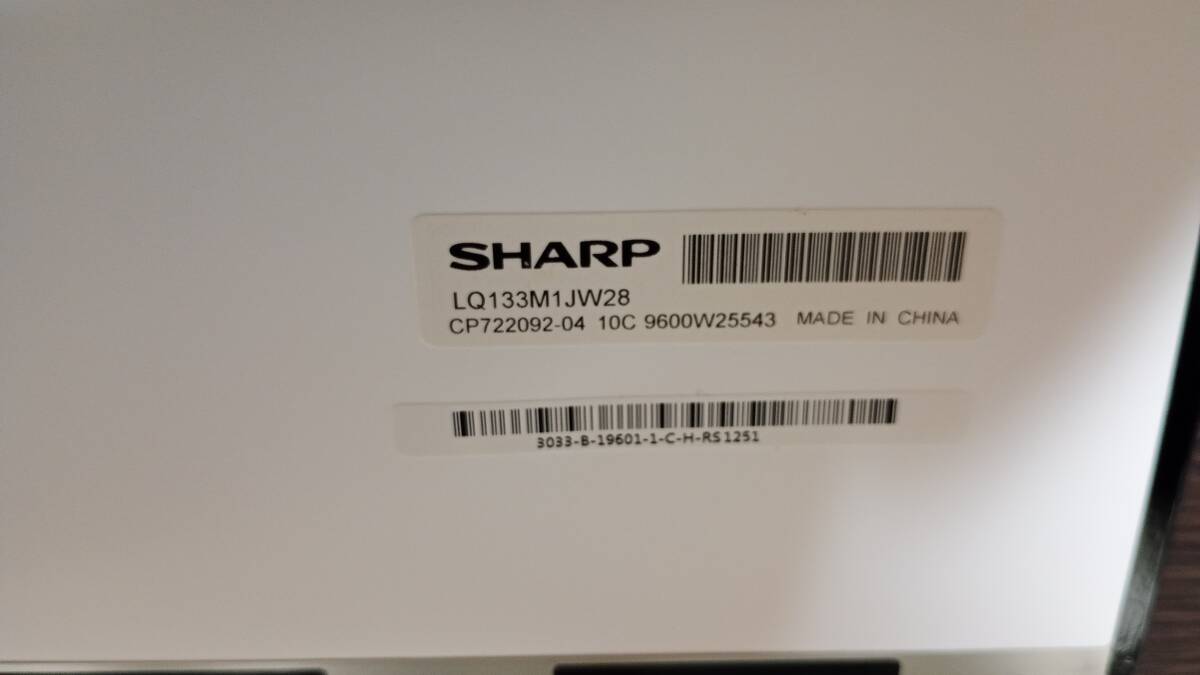 SHARP
LQ133M1JW28
CP722092-04 10C 9600W25543 MADE IN CHINA
3033-B-19601-1-C-H-RS1251